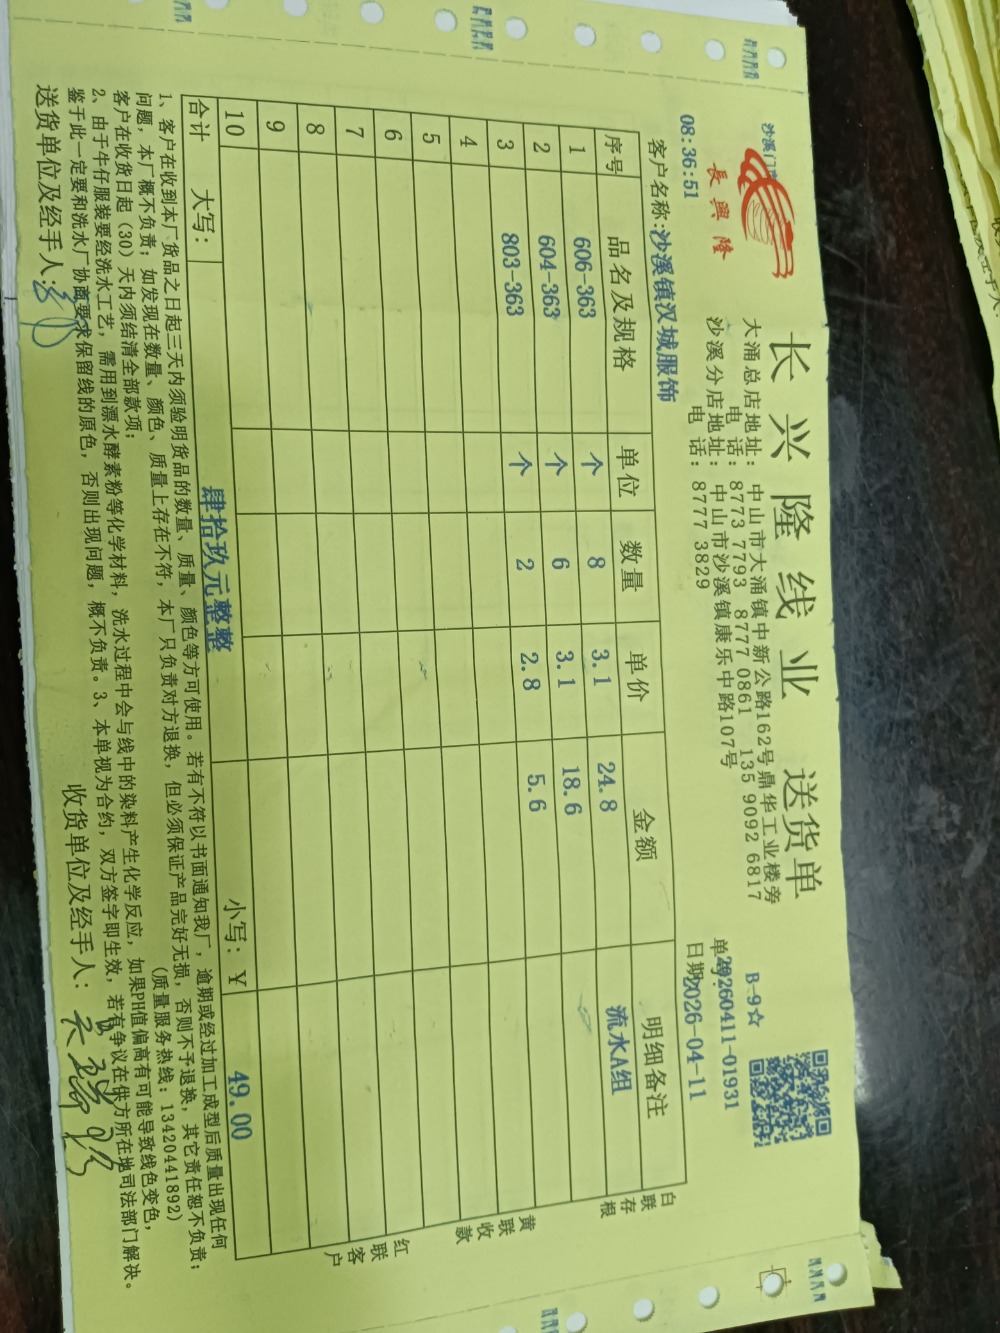 长兴隆线业 送货单
沙溪门
長興隆
大涌总店地址: 中山市大涌镇中新公路162号鼎华工业楼旁
电 话: 8773 7793 8777 0861 135 9092 6817
沙溪分店地址: 中山市沙溪镇康乐中路107号
电 话: 8777 3829
B-9☆
单号:20260411-01931
日期2026-04-11
08:36:51
客户名称:沙溪镇汉城服饰
序号 品名及规格 单位 数量 单价 金额 明细备注
1 606-363 个 8 3.1 24.8 流水A组
2 604-363 个 6 3.1 18.6
3 803-363 个 2 2.8 5.6
4
5
6
7
8
9
10
合计 大写: 肆拾玖元整整 小写: ¥ 49.00
白联存根
黄联收款
红联客户
1、客户在收到本厂货品之日起三天内须验明货品的数量、质量、颜色等方可使用。若有不符以书面通知我厂,逾期或经过加工成型后质量出现任何
问题,本厂概不负责;如发现在数量、颜色、质量上存在不符,本厂只负责对方退换,但必须保证产品完好无损,否则不予退换,其它责任恕不负责;
客户在收货日起(30)天内须结清全部款项; (质量服务热线:13420441892)
2、由于牛仔服装要经洗水工艺,需用到漂水酵素粉等化学材料,洗水过程中会与线中的染料产生化学反应,如果PH值偏高有可能导致线色变色,
鉴于此一定要和洗水厂协商要求保留线的原色,否则出现问题,概不负责。3、本单视为合约,双方签字即生效,若有争议在供方所在地司法部门解决。
送货单位及经手人:
收货单位及经手人: